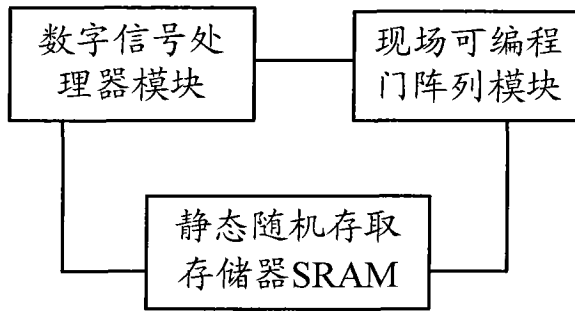 数字信号处
理器模块
现场可编程
门阵列模块
静态随机存取
存储器SRAM